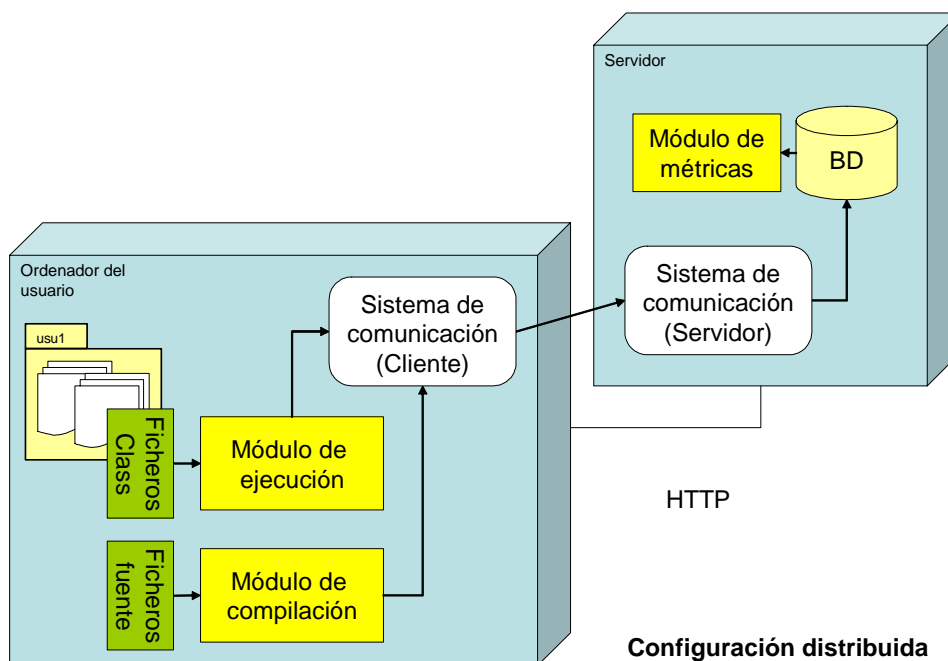 Servidor
Módulo de
métricas
BD
Sistema de
comunicación
(Servidor)
Ordenador del
usuario
Sistema de
comunicación
(Cliente)
usu1
Ficheros
Class
Módulo de
ejecución
HTTP
Ficheros
fuente
Módulo de
compilación
Configuración distribuida